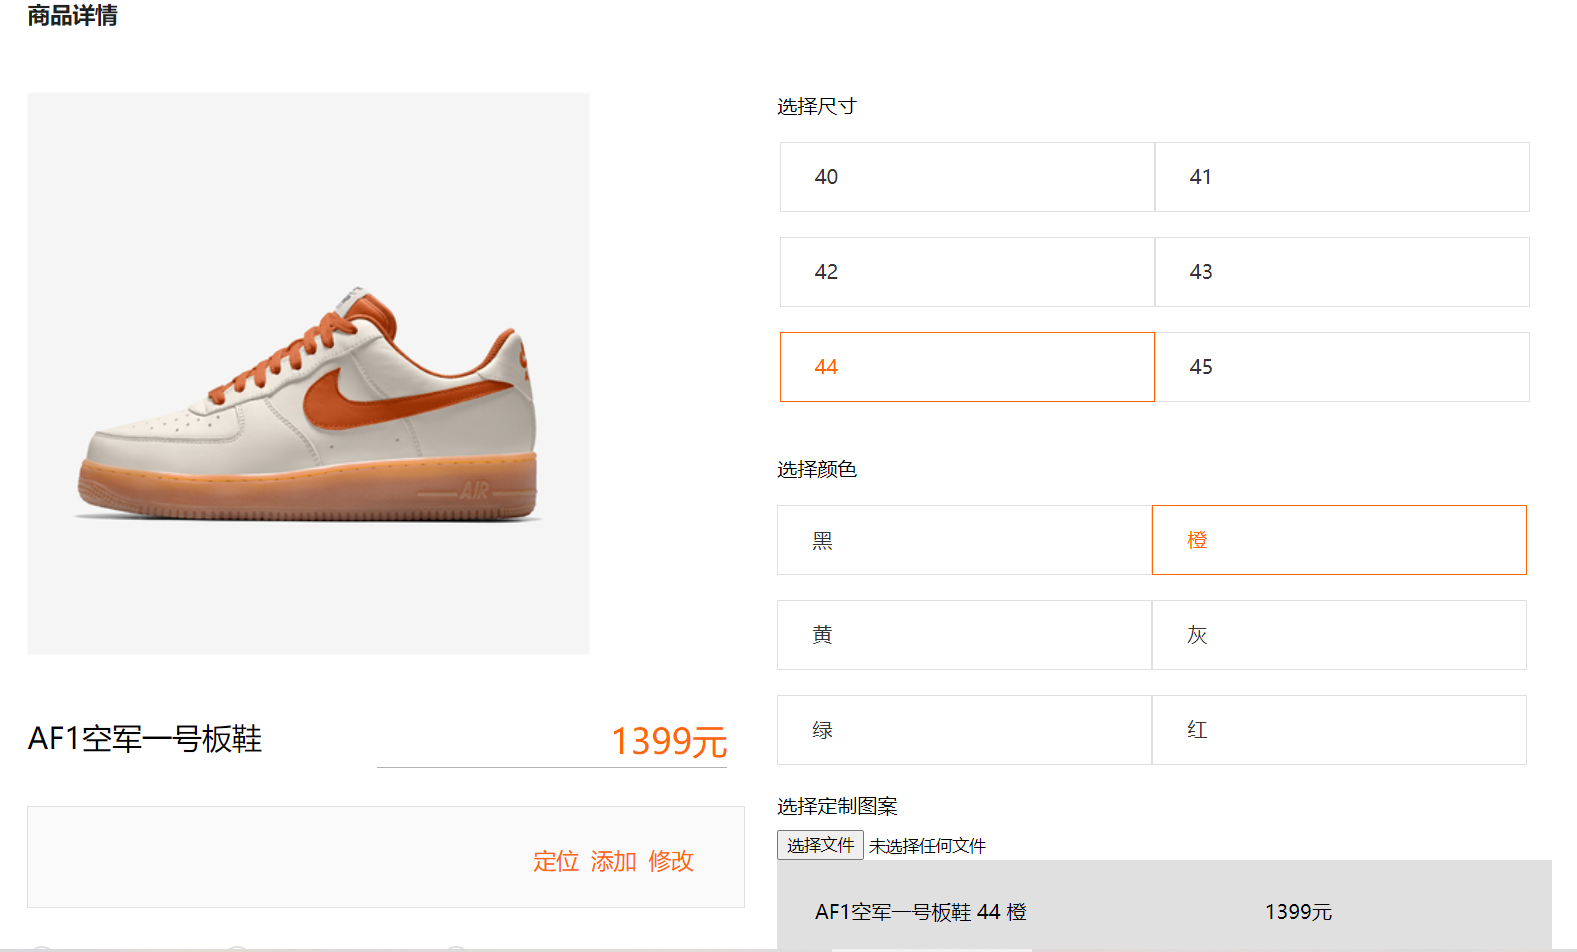 商品详情
AIR
AF1空军一号板鞋
1399元
定位 添加 修改
选择尺寸
40 41
42 43
44 45
选择颜色
黑 橙
黄 灰
绿 红
选择定制图案
选择文件 未选择任何文件
AF1空军一号板鞋 44 橙 1399元